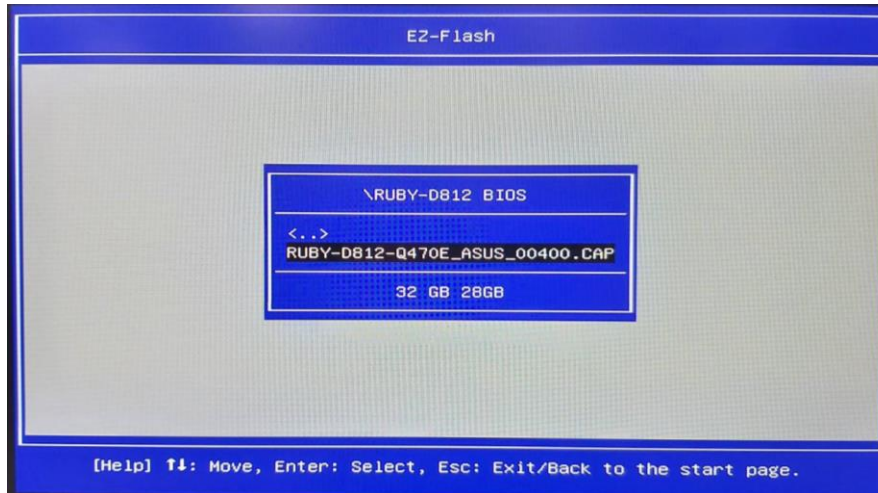 EZ-Flash
\RUBY-D812 BIOS
<..>
RUBY-D812-Q470E_ASUS_00400.CAP
32 GB 28GB
[Help] ↑↓: Move, Enter: Select, Esc: Exit/Back to the start page.